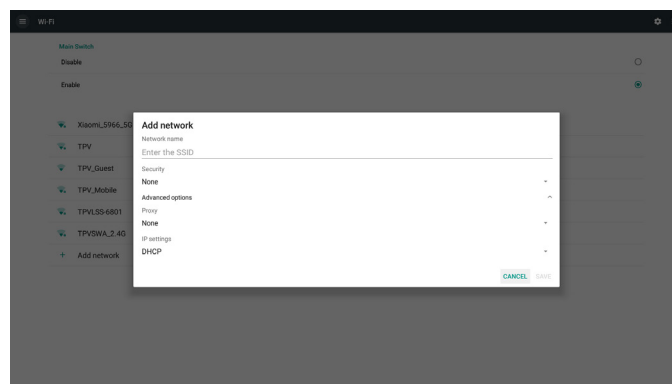 Wi-Fi
Main Switch
Disable
Enable
Xiaomi_5966_5G
TPV
TPV_Guest
TPV_Mobile
TPVLSS-6801
TPVSWA_2.4G
Add network
Add network
Network name
Enter the SSID
Security
None
Advanced options
Proxy
None
IP settings
DHCP
CANCEL SAVE